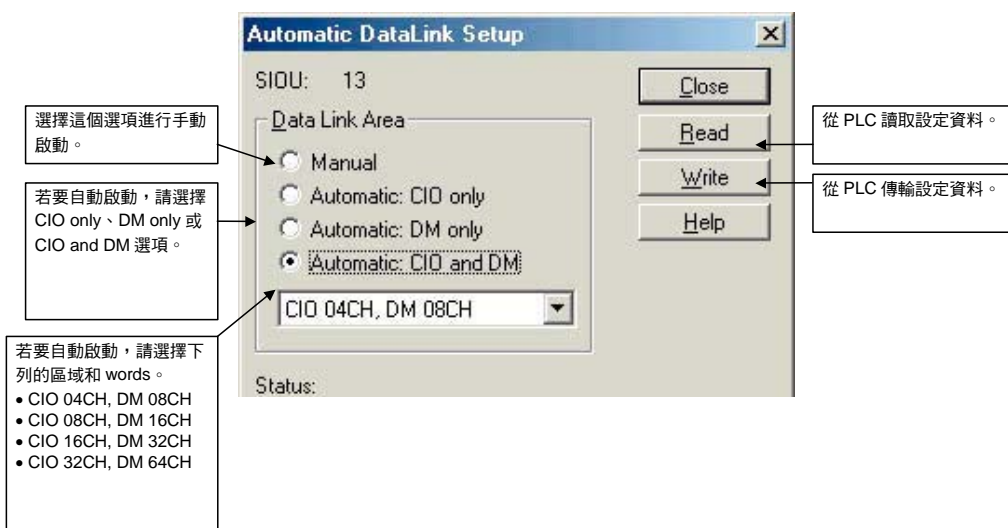 Automatic DataLink Setup
SIOU: 13
Close
Data Link Area
Read
Manual
Write
Automatic: CIO only
Help
Automatic: DM only
Automatic: CIO and DM
CIO 04CH, DM 08CH
Status:
選擇這個選項進行手動
啟動。
若要自動啟動，請選擇
CIO only、DM only 或
CIO and DM 選項。
若要自動啟動，請選擇下
列的區域和 words。
• CIO 04CH, DM 08CH
• CIO 08CH, DM 16CH
• CIO 16CH, DM 32CH
• CIO 32CH, DM 64CH
從 PLC 讀取設定資料。
從 PLC 傳輸設定資料。